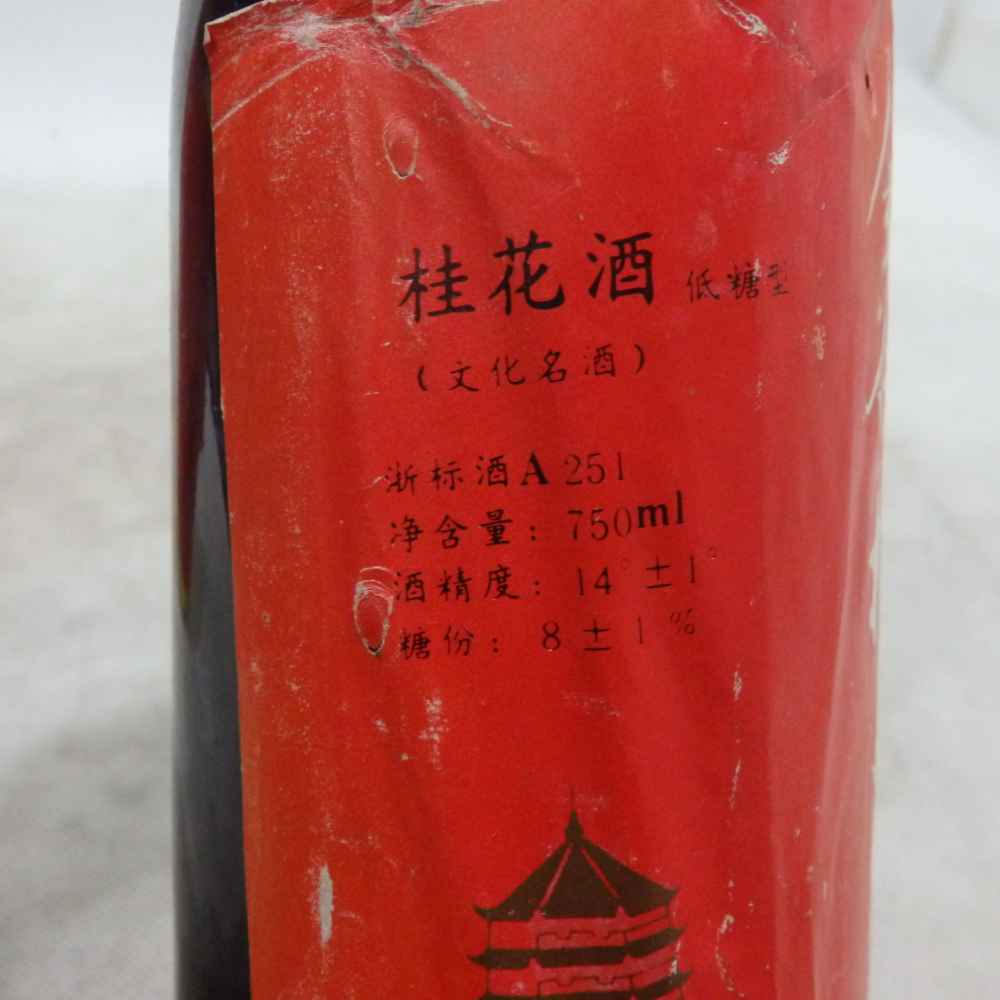 桂花酒 低糖型
（文化名酒）
浙标酒A 251
净含量：750ml
酒精度：14°±1°
糖份：8±1%